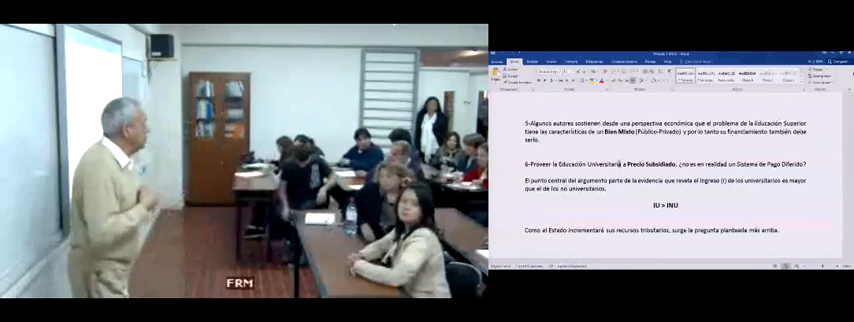 FRM
5-Algunos autores sostienen desde una perspectiva económica que el problema de la Educación Superior
tiene las características de un Bien Mixto (Público-Privado) y por lo tanto su financiamiento también debe
serlo.
6-Proveer la Educación Universitaria a Precio Subsidiado. ¿no es en realidad un Sistema de Pago Diferido?
El punto central del argumento parte de la evidencia que revela el Ingreso (I) de los universitarios es mayor
que el de los no universitarios.
IU > INU
Como el Estado incrementará sus recursos tributarios, surge la pregunta planteada más arriba.